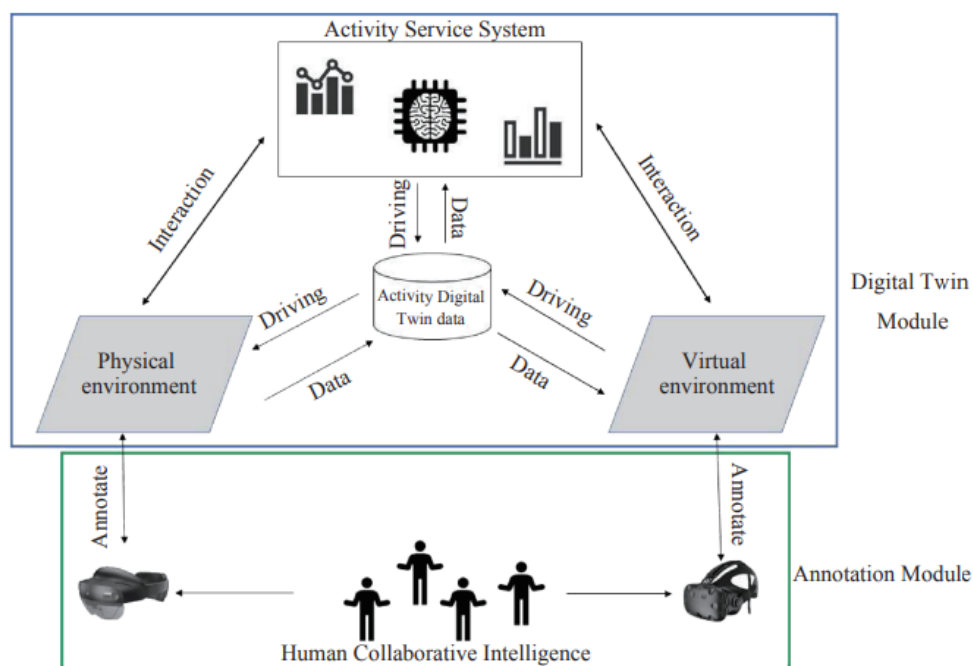 Activity Service System
Interaction
Driving
Data
Interaction
Activity Digital
Twin data
Driving
Data
Driving
Data
Physical
environment
Virtual
environment
Digital Twin
Module
Annotate
Annotate
Annotation Module
Human Collaborative Intelligence